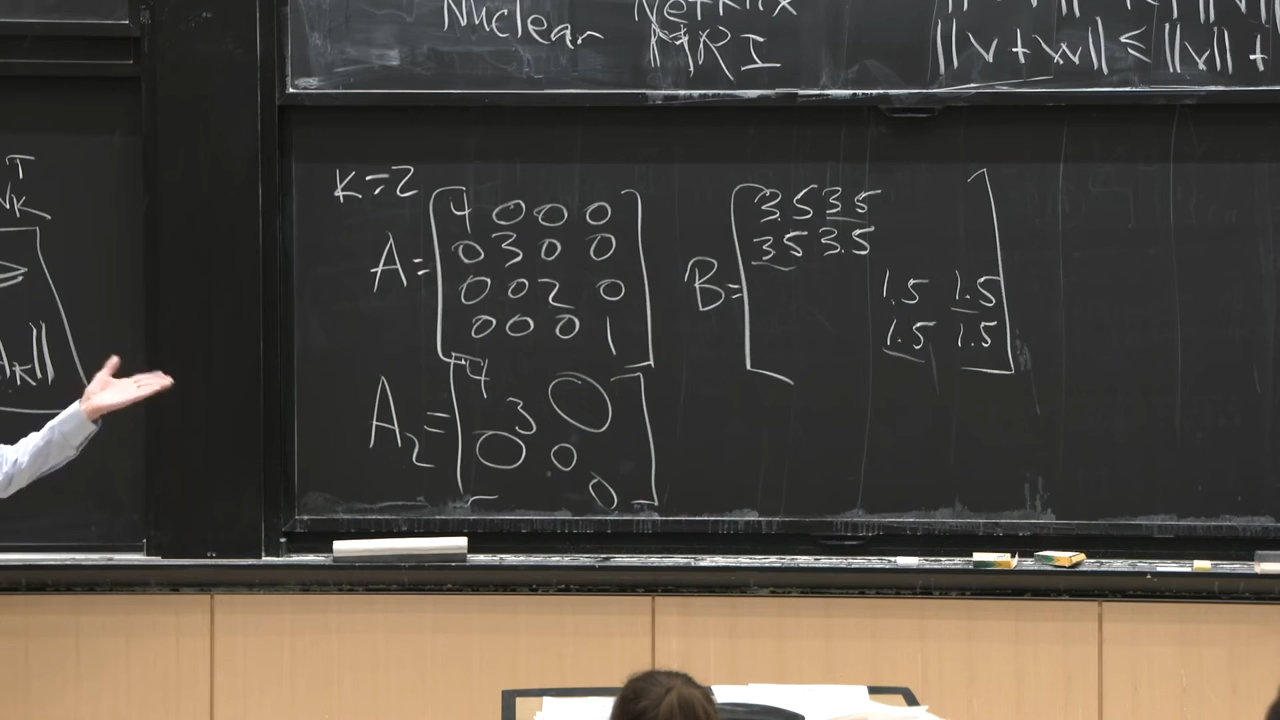 Nuclear Netflix
MRI
||v + w|| ≤ ||v|| +
T
K
K=2
A=
4 0 0 0
0 3 0 0
0 0 2 0
0 0 0 1
B=
3.5 3.5
3.5 3.5
1.5 1.5
1.5 1.5
A₂=
4
3 0
0 0
0